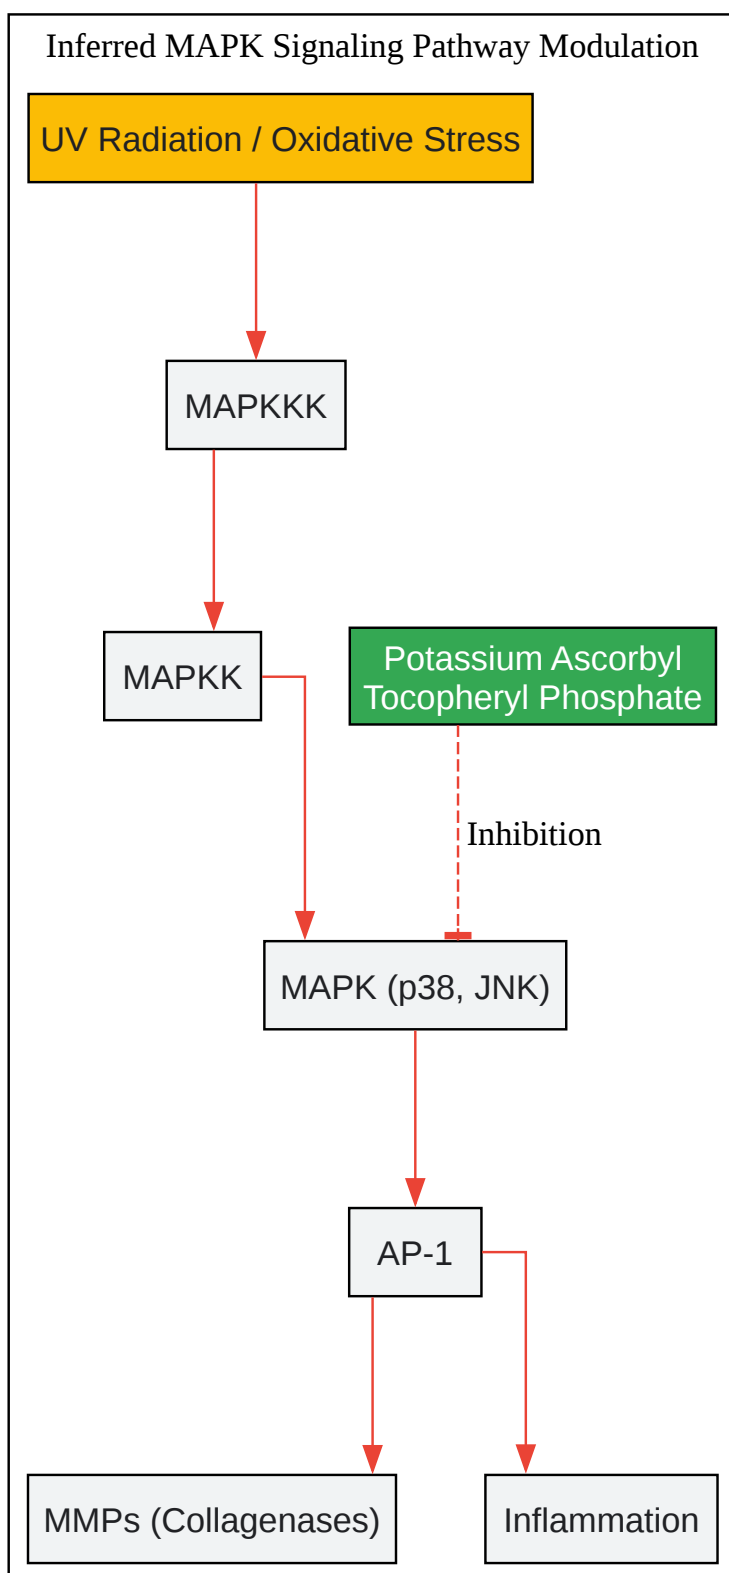 Inferred MAPK Signaling Pathway Modulation
UV Radiation / Oxidative Stress
MAPKKK
MAPKK
Potassium Ascorbyl
Tocopheryl Phosphate
Inhibition
MAPK (p38, JNK)
AP-1
MMPs (Collagenases)
Inflammation